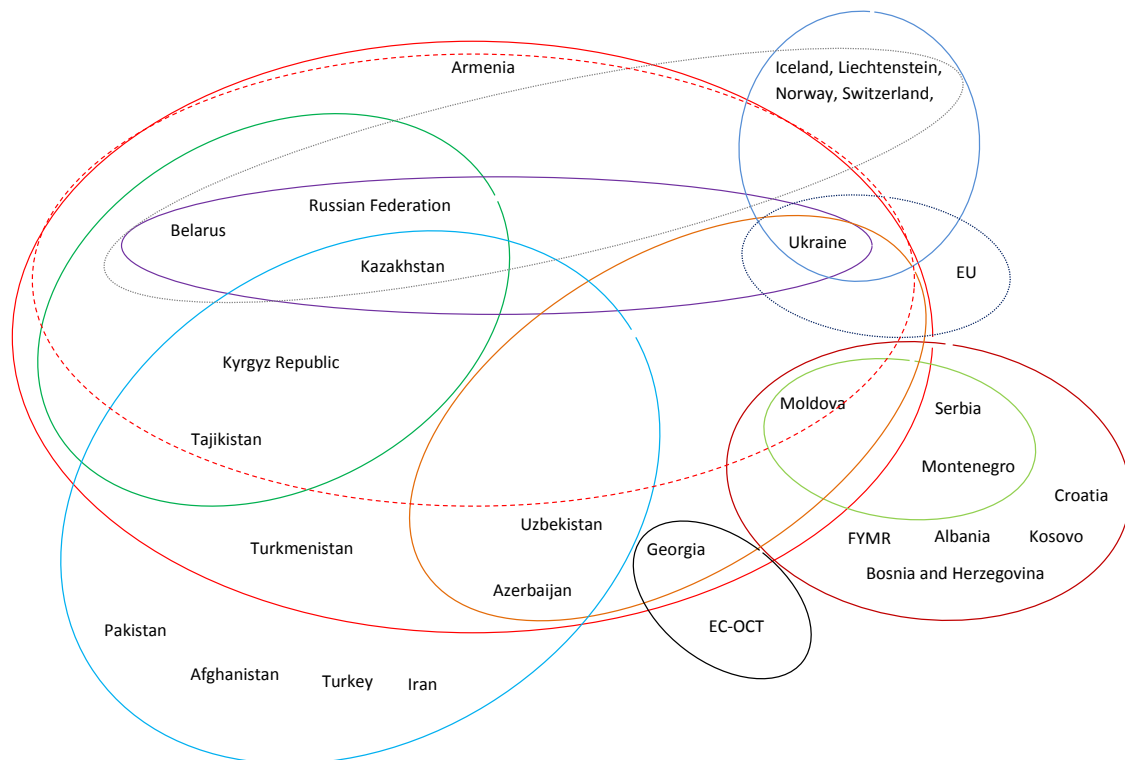 Armenia
Iceland, Liechtenstein,
Norway, Switzerland,
Russian Federation
Belarus
Ukraine
Kazakhstan
EU
Kyrgyz Republic
Moldova
Serbia
Tajikistan
Montenegro
Croatia
Uzbekistan
FYMR
Albania
Kosovo
Turkmenistan
Georgia
Bosnia and Herzegovina
Azerbaijan
EC-OCT
Pakistan
Afghanistan
Turkey
Iran